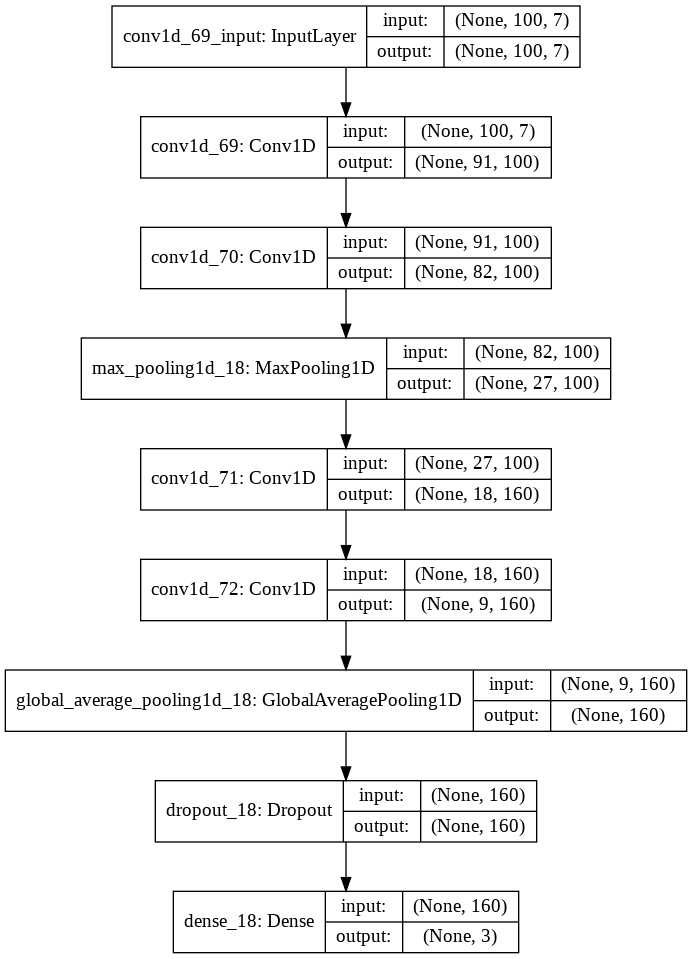 conv1d_69_input: InputLayer
input: (None, 100, 7)
output: (None, 100, 7)
conv1d_69: Conv1D
input: (None, 100, 7)
output: (None, 91, 100)
conv1d_70: Conv1D
input: (None, 91, 100)
output: (None, 82, 100)
max_pooling1d_18: MaxPooling1D
input: (None, 82, 100)
output: (None, 27, 100)
conv1d_71: Conv1D
input: (None, 27, 100)
output: (None, 18, 160)
conv1d_72: Conv1D
input: (None, 18, 160)
output: (None, 9, 160)
global_average_pooling1d_18: GlobalAveragePooling1D
input: (None, 9, 160)
output: (None, 160)
dropout_18: Dropout
input: (None, 160)
output: (None, 160)
dense_18: Dense
input: (None, 160)
output: (None, 3)